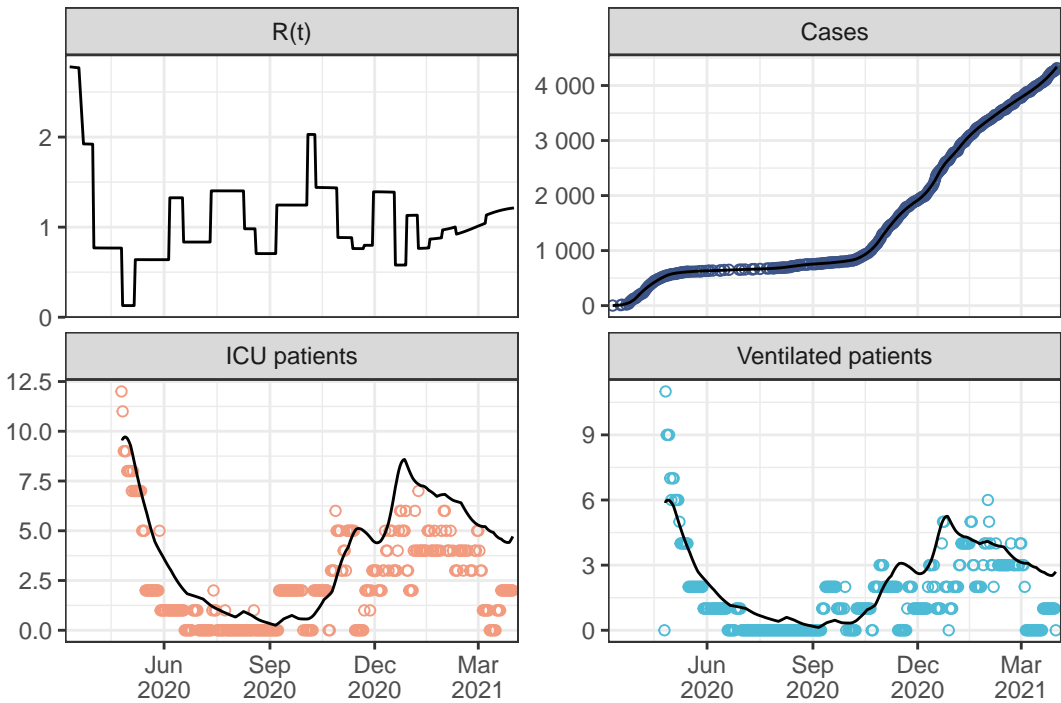 R(t)
Cases
2
1
0
4 000
3 000
2 000
1 000
0
ICU patients
Ventilated patients
12.5
10.0
7.5
5.0
2.5
0.0
9
6
3
0
Jun
2020
Sep
2020
Dec
2020
Mar
2021
Jun
2020
Sep
2020
Dec
2020
Mar
2021